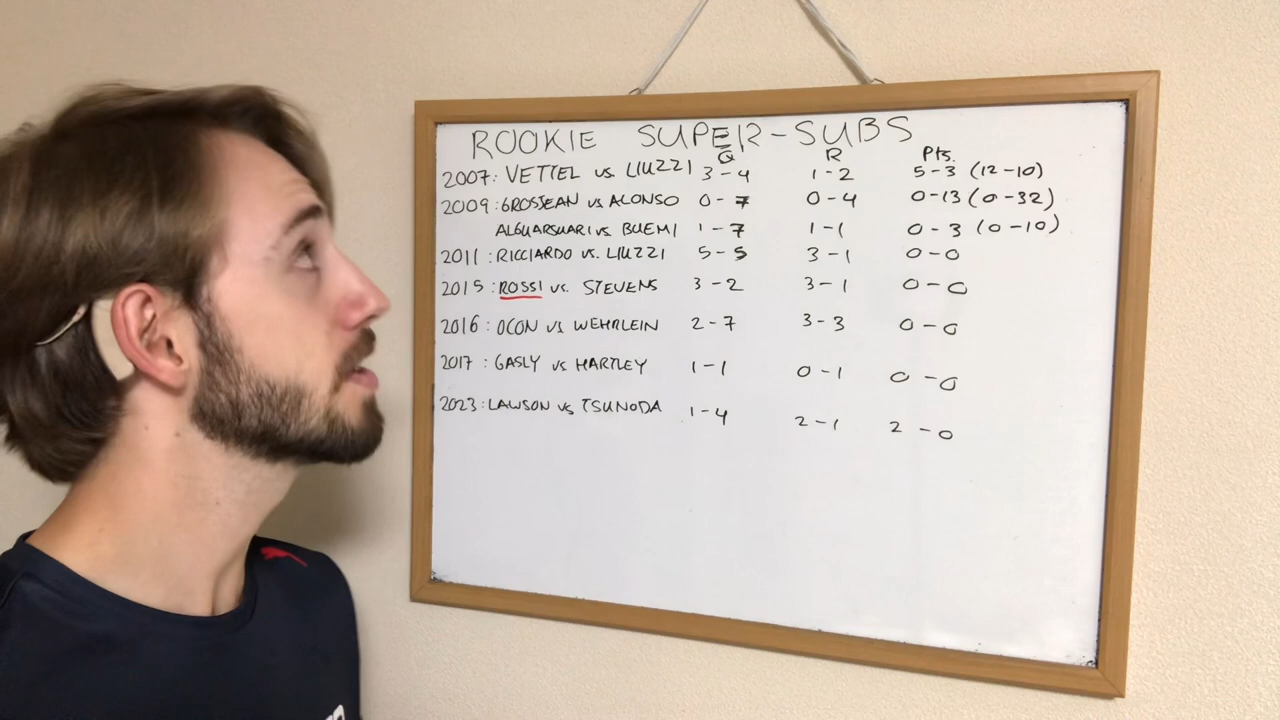 ROOKIE SUPER-SUBS
Q R Pts.
2007: VETTEL vs. LIUZZI 3-4 1-2 5-3 (12-10)
2009: GROSJEAN vs ALONSO 0-7 0-4 0-13 (0-32)
ALGUARSUARI vs BUEMI 1-7 1-1 0-3 (0-10)
2011: RICCIARDO vs. LIUZZI 5-5 3-1 0-0
2015: ROSSI vs. STEVENS 3-2 3-1 0-0
2016: OCON vs WEHRLEIN 2-7 3-3 0-0
2017: GASLY vs HARTLEY 1-1 0-1 0-0
2023: LAWSON vs TSUNODA 1-4 2-1 2-0